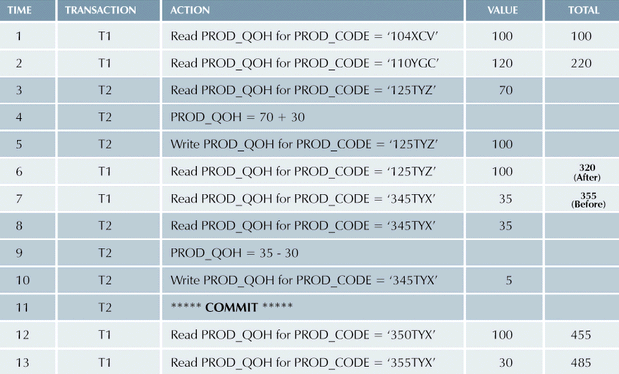 TIME TRANSACTION ACTION VALUE TOTAL
1 T1 Read PROD_QOH for PROD_CODE = ‘104XCV’ 100 100
2 T1 Read PROD_QOH for PROD_CODE = ‘110YGC’ 120 220
3 T2 Read PROD_QOH for PROD_CODE = ‘125TYZ’ 70
4 T2 PROD_QOH = 70 + 30
5 T2 Write PROD_QOH for PROD_CODE = ‘125TYZ’ 100
6 T1 Read PROD_QOH for PROD_CODE = ‘125TYZ’ 100 320
(After)
7 T1 Read PROD_QOH for PROD_CODE = ‘345TYX’ 35 355
(Before)
8 T2 Read PROD_QOH for PROD_CODE = ‘345TYX’ 35
9 T2 PROD_QOH = 35 - 30
10 T2 Write PROD_QOH for PROD_CODE = ‘345TYX’ 5
11 T2 ***** COMMIT *****
12 T1 Read PROD_QOH for PROD_CODE = ‘350TYX’ 100 455
13 T1 Read PROD_QOH for PROD_CODE = ‘355TYX’ 30 485